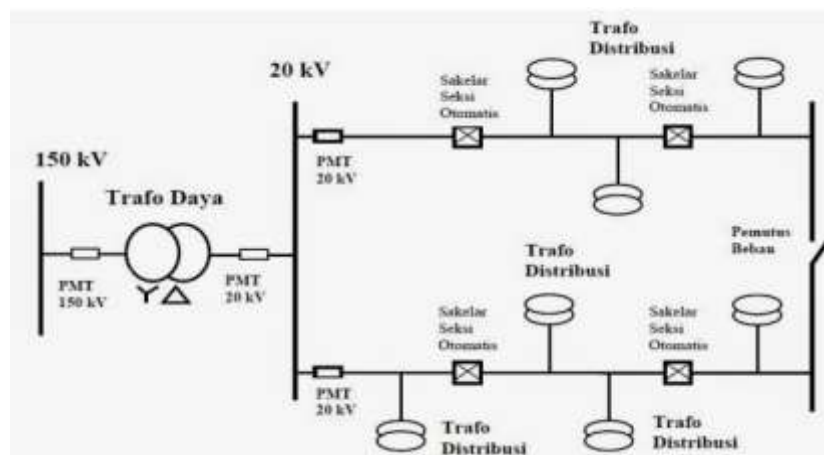 Trafo
Distribusi
20 kV
Sakelar
Seksi
Otomatis
Sakelar
Seksi
Otomatis
150 kV
PMT
20 kV
Trafo Daya
PMT
150 kV
PMT
20 kV
Trafo
Distribusi
Pemutus
Beban
Sakelar
Seksi
Otomatis
Sakelar
Seksi
Otomatis
PMT
20 kV
Trafo
Distribusi
Trafo
Distribusi